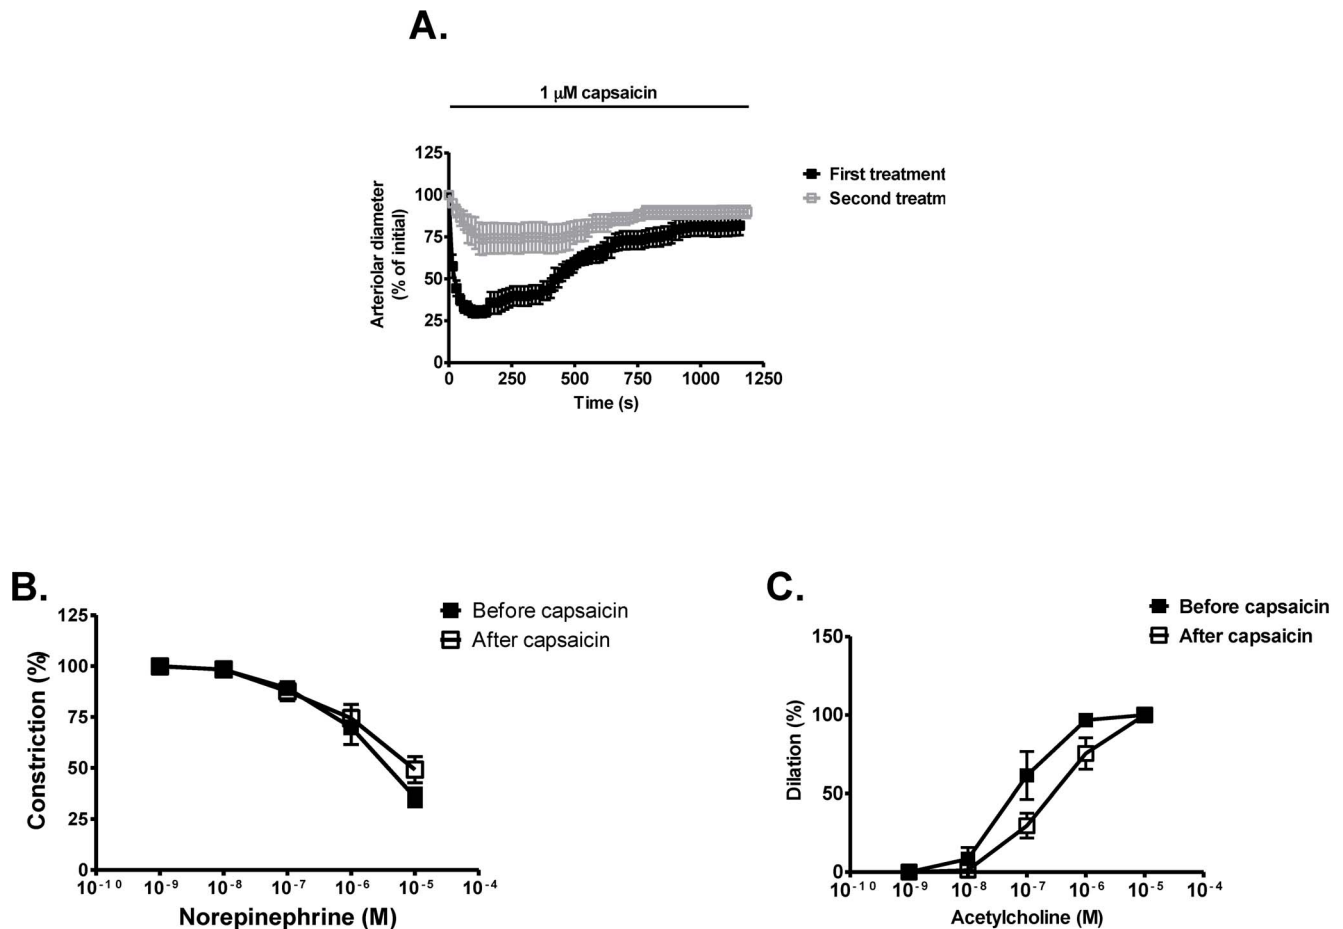 A.
1 μM capsaicin
125
100
75
50
25
0
Arteriolar diameter
(% of initial)
0 250 500 750 1000 1250
Time (s)
First treatment
Second treatm
B.
Before capsaicin
After capsaicin
125
100
75
50
25
0
Constriction (%)
10⁻¹⁰ 10⁻⁹ 10⁻⁸ 10⁻⁷ 10⁻⁶ 10⁻⁵ 10⁻⁴
Norepinephrine (M)
C.
Before capsaicin
After capsaicin
150
100
50
0
Dilation (%)
10⁻¹⁰ 10⁻⁹ 10⁻⁸ 10⁻⁷ 10⁻⁶ 10⁻⁵ 10⁻⁴
Acetylcholine (M)